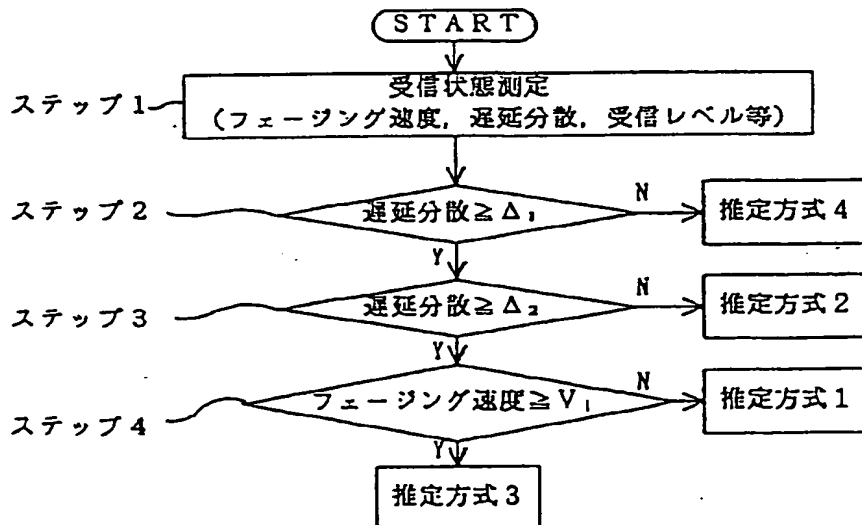 START
受信状態測定
ステップ1
(フェージング速度, 遅延分散, 受信レベル等)
ステップ2
遅延分散≧Δ₁
N
推定方式4
Y
ステップ3
遅延分散≧Δ₂
N
推定方式2
Y
ステップ4
フェージング速度≧V₁
N
推定方式1
Y
推定方式3